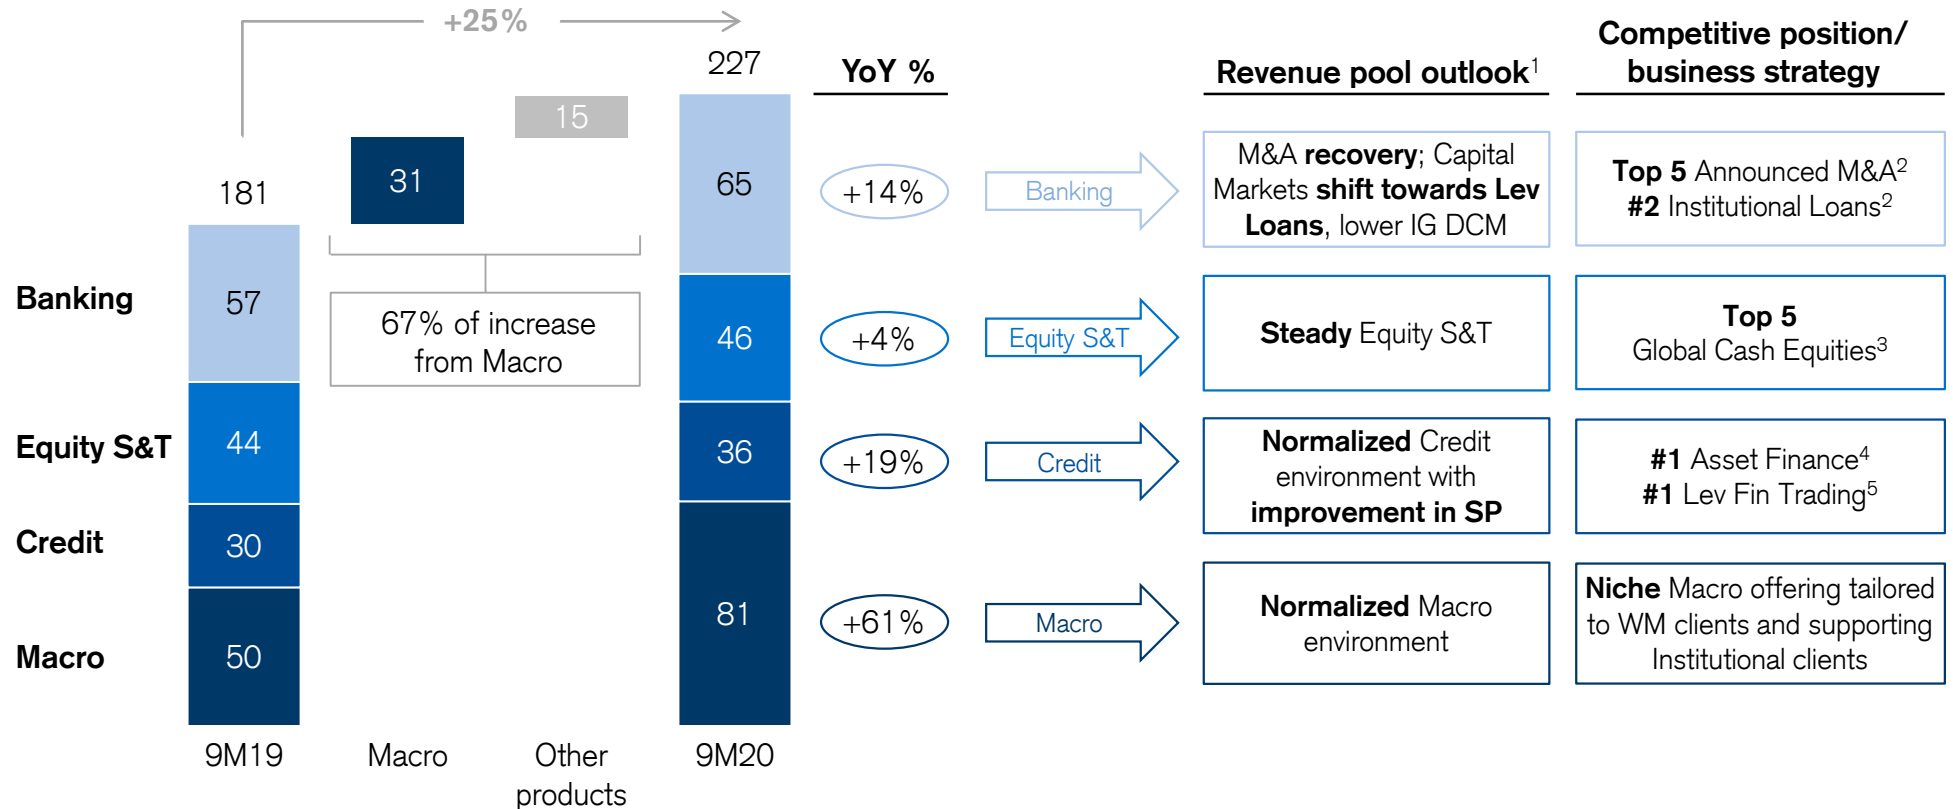 +25%
227
181
31
15
57
44
30
50
65
46
36
81
67% of increase
from Macro
Banking
Equity S&T
Credit
Macro
9M19
Macro
Other
products
9M20
YoY %
+14%
+4%
+19%
+61%
Banking
Equity S&T
Credit
Macro
Revenue pool outlook¹
M&A recovery; Capital
Markets shift towards Lev
Loans, lower IG DCM
Steady Equity S&T
Normalized Credit
environment with
improvement in SP
Normalized Macro
environment
Competitive position/
business strategy
Top 5 Announced M&A²
#2 Institutional Loans²
Top 5
Global Cash Equities³
#1 Asset Finance⁴
#1 Lev Fin Trading⁵
Niche Macro offering tailored
to WM clients and supporting
Institutional clients